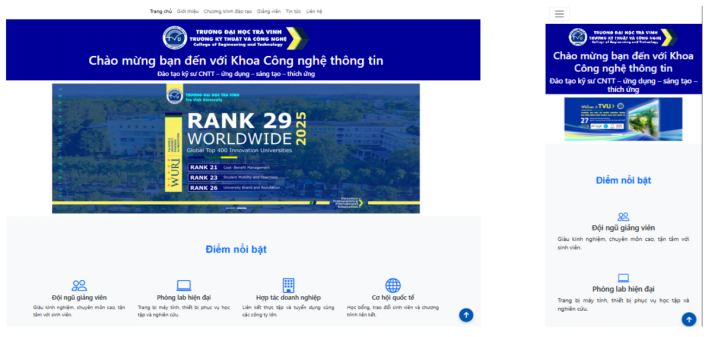 Trang chủ Giới thiệu Chương trình đào tạo Giảng viên Tin tức Liên hệ
TVU
TRƯỜNG ĐẠI HỌC TRÀ VINH
TRƯỜNG KỸ THUẬT VÀ CÔNG NGHỆ
College of Engineering and Technology
Chào mừng bạn đến với Khoa Công nghệ thông tin
Đào tạo kỹ sư CNTT – ứng dụng – sáng tạo – thích ứng
TRƯỜNG ĐẠI HỌC TRÀ VINH
Tra Vinh University
WURI
RANK 29
WORLDWIDE
2025
Global Top 400 Innovation Universities
RANK 21 Cost-Benefit Management
RANK 23 Student Mobility and Openness
RANK 26 University Brand and Reputation
Điểm nổi bật
Đội ngũ giảng viên
Giàu kinh nghiệm, chuyên môn cao, tận
tâm với sinh viên.
Phòng lab hiện đại
Trang bị máy tính, thiết bị phục vụ học
tập và nghiên cứu.
Hợp tác doanh nghiệp
Liên kết thực tập và tuyển dụng cùng
các công ty lớn.
Cơ hội quốc tế
Học bổng, trao đổi sinh viên và chương
trình liên kết.
TRƯỜNG ĐẠI HỌC TRÀ VINH
TRƯỜNG KỸ THUẬT VÀ CÔNG NGHỆ
College of Engineering and Technology
Chào mừng bạn đến với Khoa
Công nghệ thông tin
Đào tạo kỹ sư CNTT – ứng dụng – sáng tạo –
thích ứng
TVU
27
Điểm nổi bật
Đội ngũ giảng viên
Giàu kinh nghiệm, chuyên môn cao, tận tâm với
sinh viên.
Phòng lab hiện đại
Trang bị máy tính, thiết bị phục vụ học tập và
nghiên cứu.